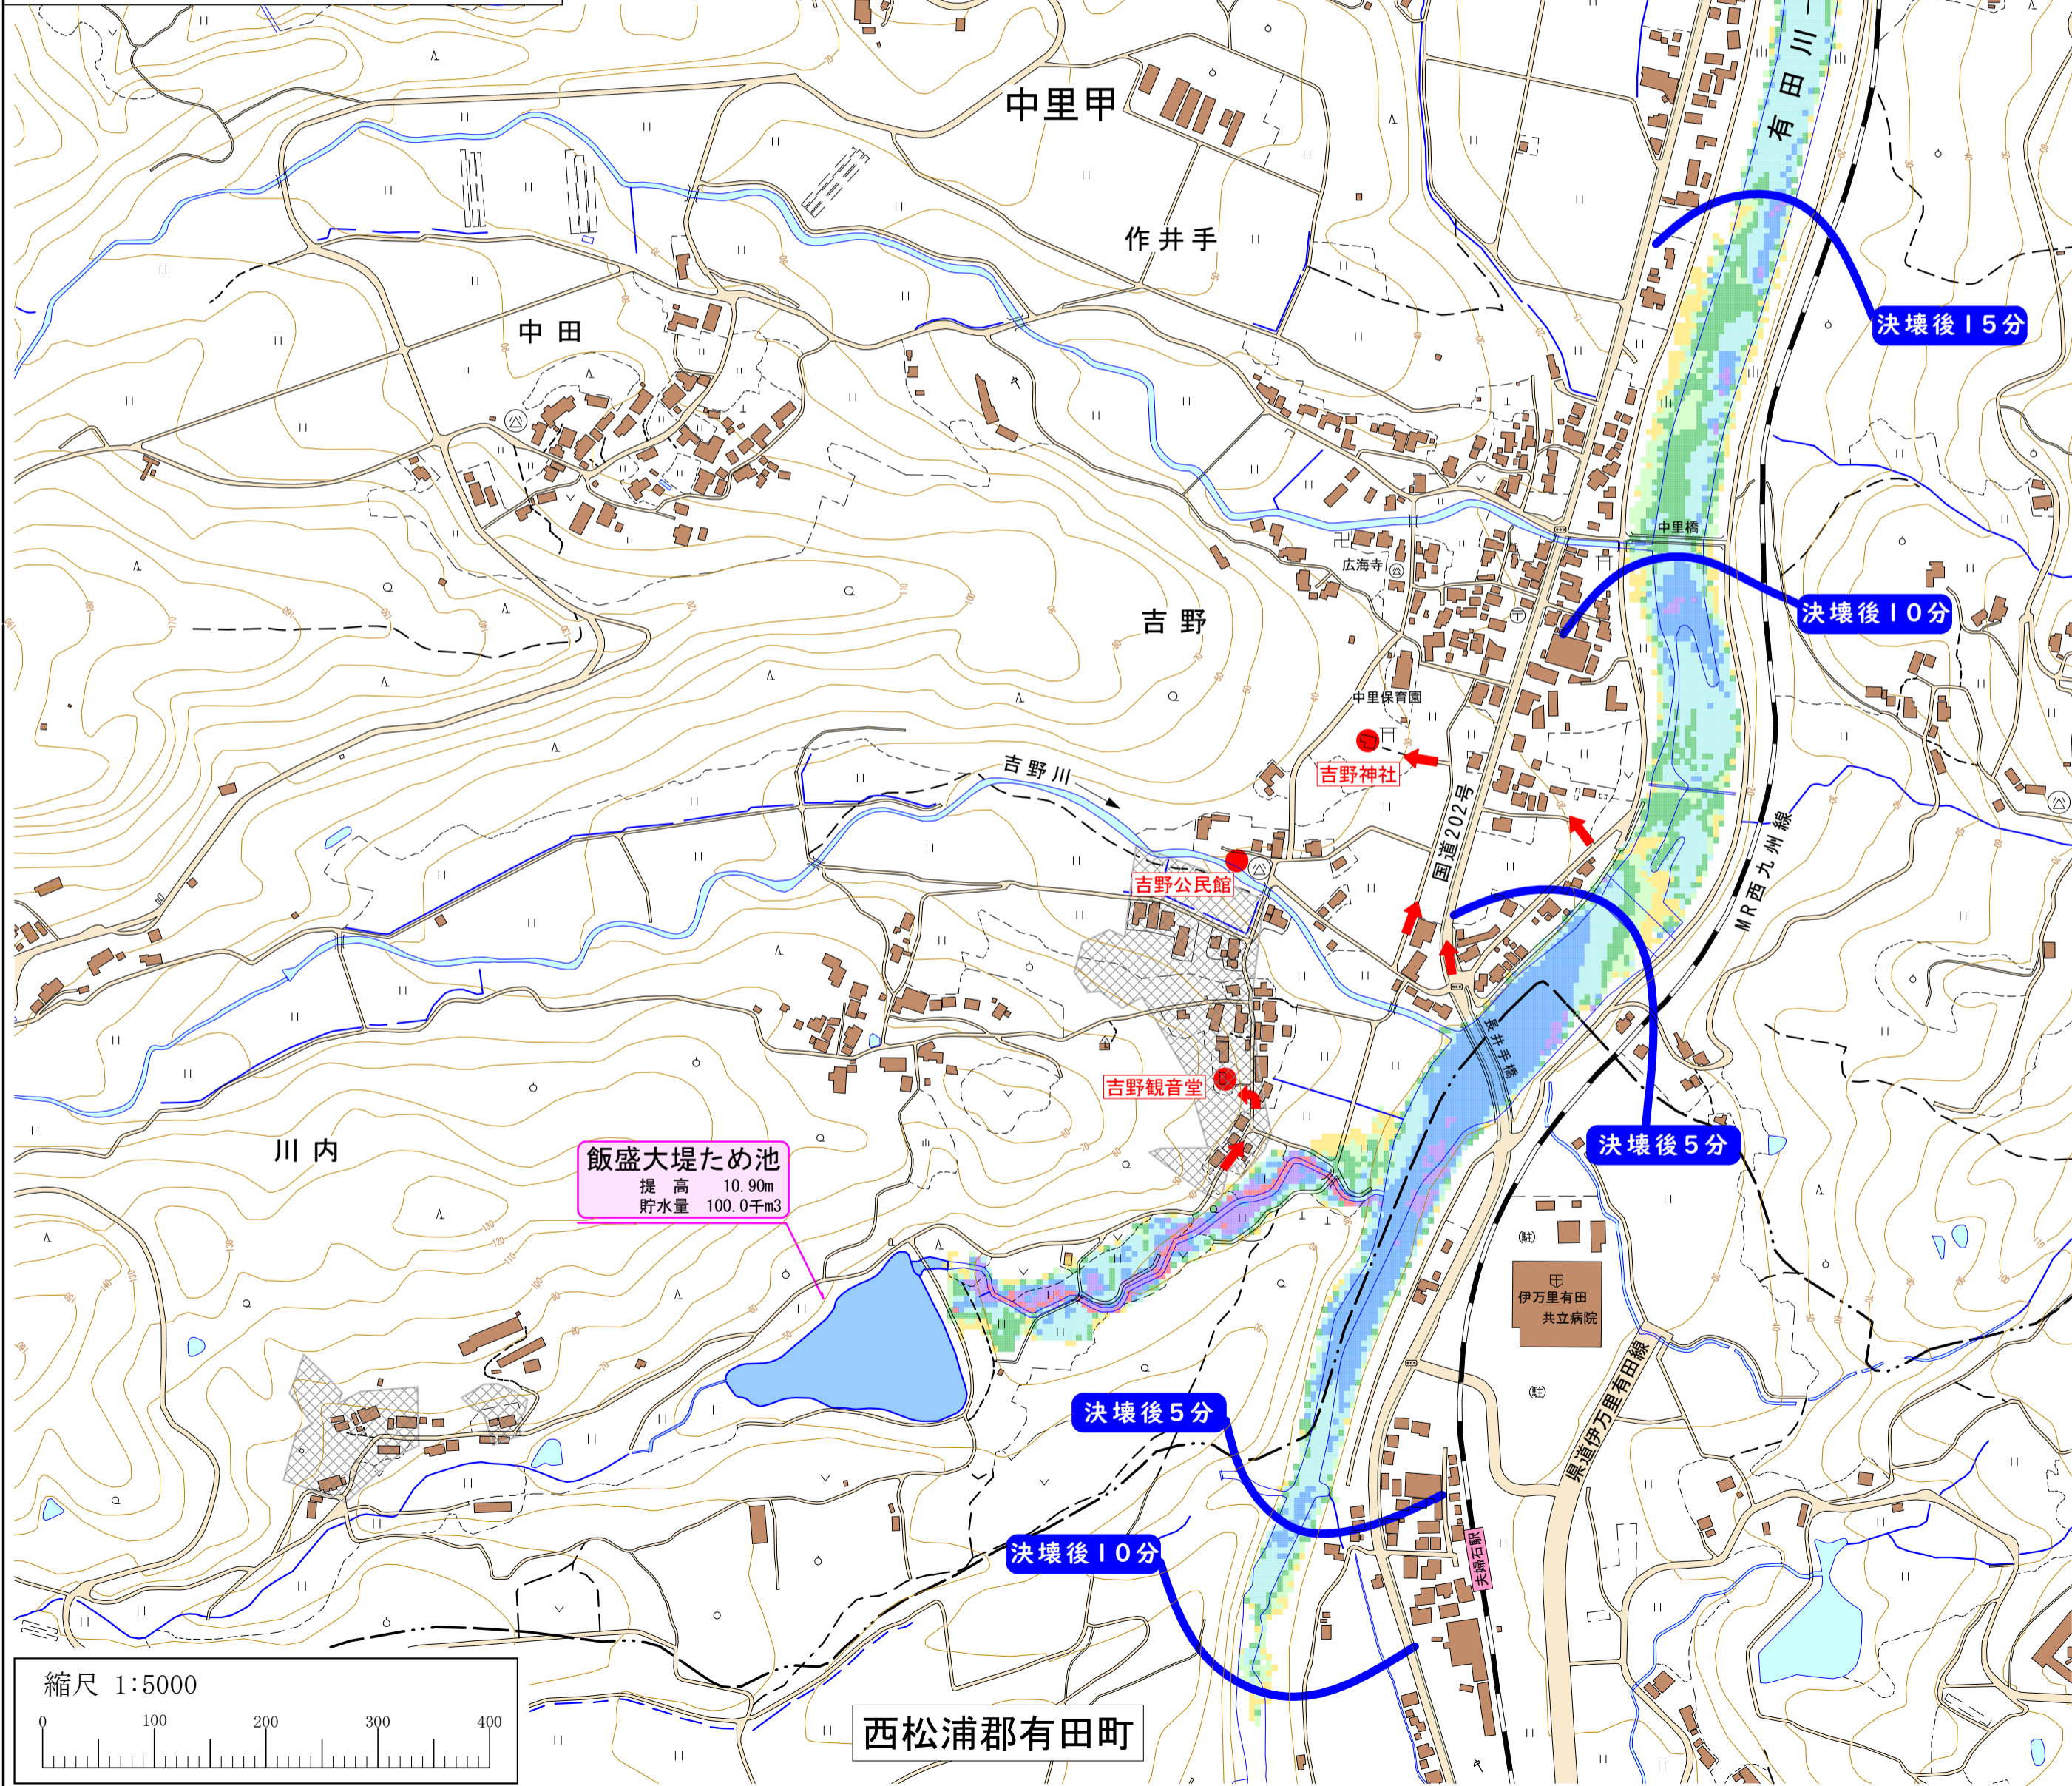 有田川
中里甲
作井手
決壊後15分
中田
中里橋
広海寺
決壊後10分
吉野
中里保育園
吉野川
吉野神社
国道202号
MR西九州線
吉野公民館
長井手橋
吉野観音堂
決壊後5分
川内
飯盛大堤ため池
提 高 10.90m
貯水量 100.0千m3
(駐)
伊万里有田
共立病院
(駐)
県道伊万里有田線
決壊後5分
決壊後10分
夫婦石駅
縮尺 1:5000
0 100 200 300 400
西松浦郡有田町